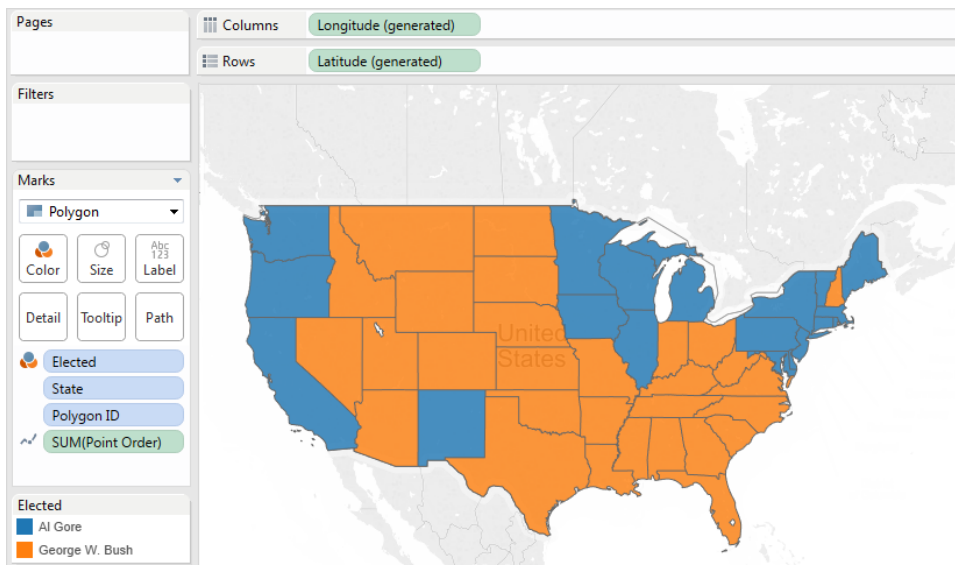 Pages
Columns
Longitude (generated)
Rows
Latitude (generated)
Filters
Marks
Polygon
Color
Size
Abc
123
Label
Detail
Tooltip
Path
Elected
State
Polygon ID
SUM(Point Order)
Elected
Al Gore
George W. Bush
United
States